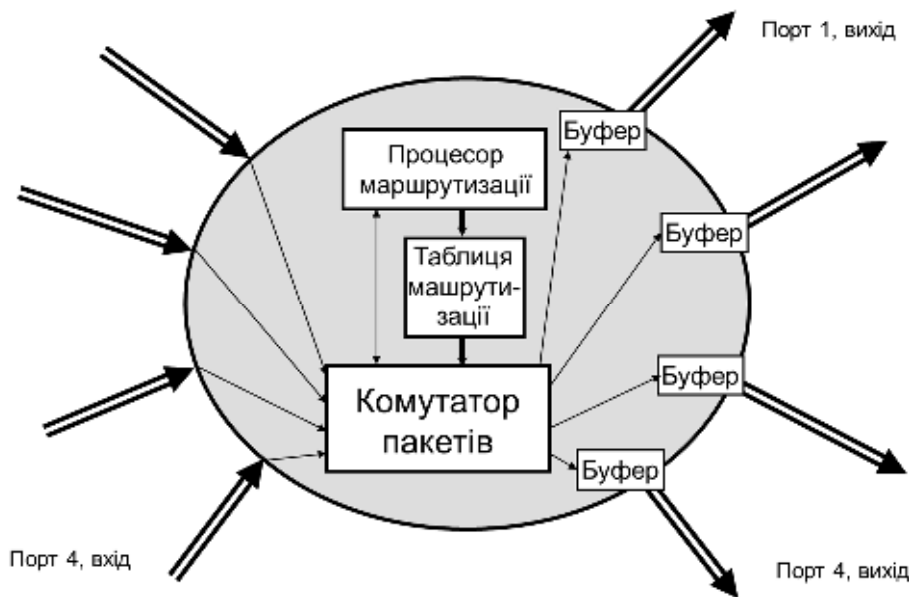 Порт 1, вихід
Буфер
Процесор
маршрутизації
Буфер
Таблиця
машрути-
зації
Буфер
Комутатор
пакетів
Буфер
Порт 4, вхід
Порт 4, вихід